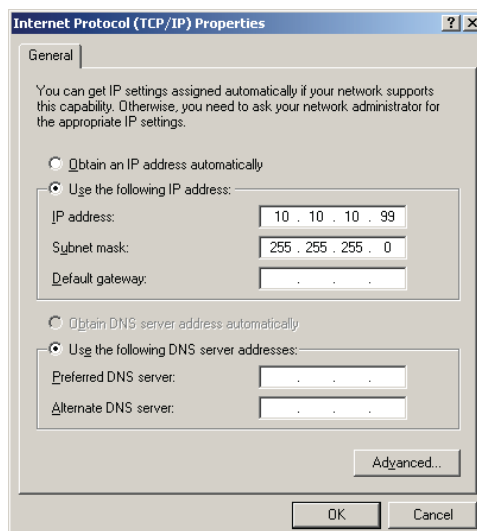 Internet Protocol (TCP/IP) Properties
General
You can get IP settings assigned automatically if your network supports
this capability. Otherwise, you need to ask your network administrator for
the appropriate IP settings.
Obtain an IP address automatically
Use the following IP address:
IP address: 10 . 10 . 10 . 99
Subnet mask: 255 . 255 . 255 . 0
Default gateway: . . .
Obtain DNS server address automatically
Use the following DNS server addresses:
Preferred DNS server: . . .
Alternate DNS server: . . .
Advanced...
OK Cancel